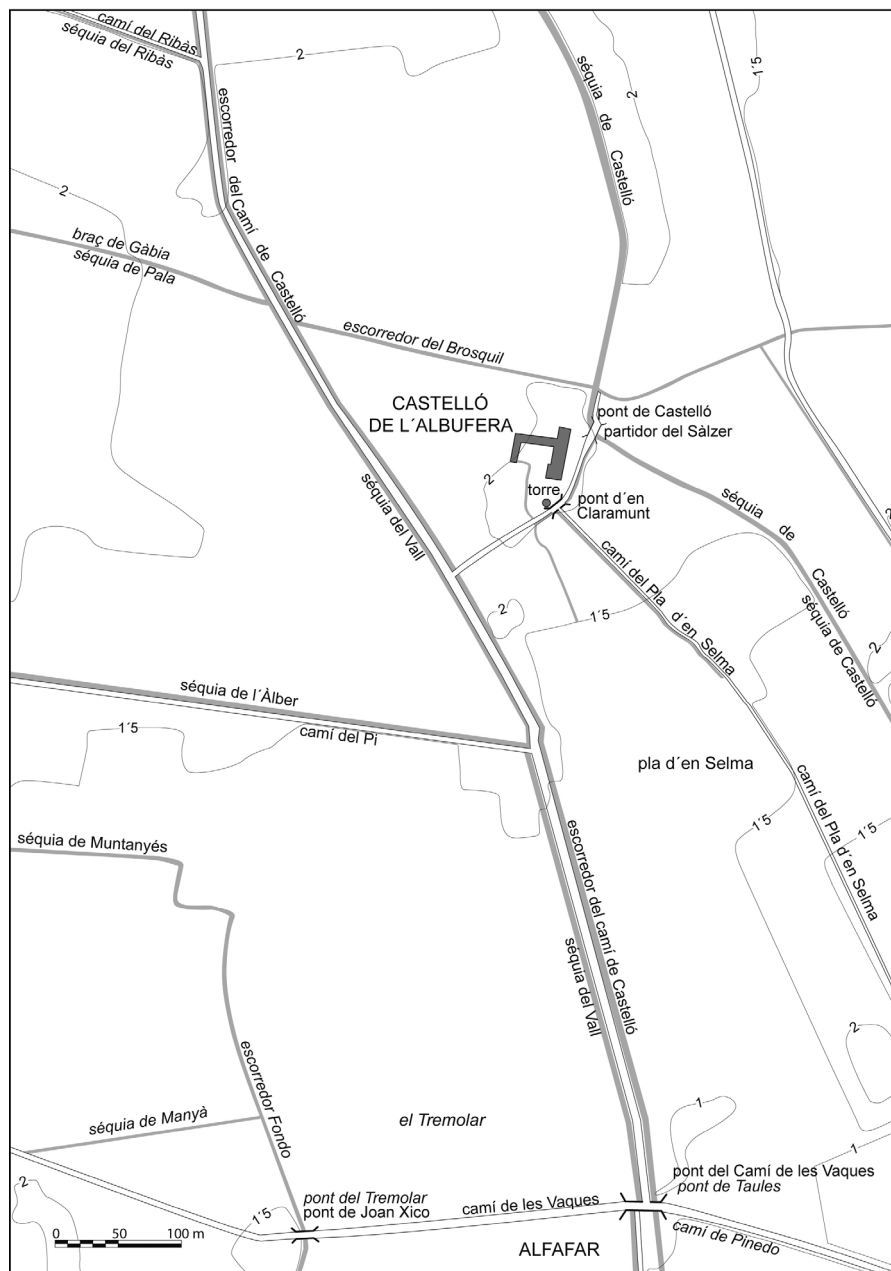 camí del Ribàs
séquia del Ribàs
2
1´5
séquia de Castelló
2
escorredor del Camí de Castelló
2
braç de Gàbia
séquia de Pala
escorredor del Brosquil
CASTELLÓ
DE L´ALBUFERA
pont de Castelló
partidor del Sàlzer
2
séquia del Vall
2
torre
pont d´en
Claramunt
séquia de Castelló
camí del Pla d´en Selma
séquia de Castelló
2
1´5
2
séquia de l´Àlber
camí del Pi
1´5
pla d´en Selma
camí del Pla d´en Selma
1´5
1´5
séquia de Muntanyés
escorredor del camí de Castelló
séquia del Vall
2
escorredor Fondo
séquia de Manyà
el Tremolar
1
1
pont del Camí de les Vaques
pont de Taules
2
pont del Tremolar
pont de Joan Xico
camí de les Vaques
1´5
camí de Pinedo
0 50 100 m
ALFAFAR